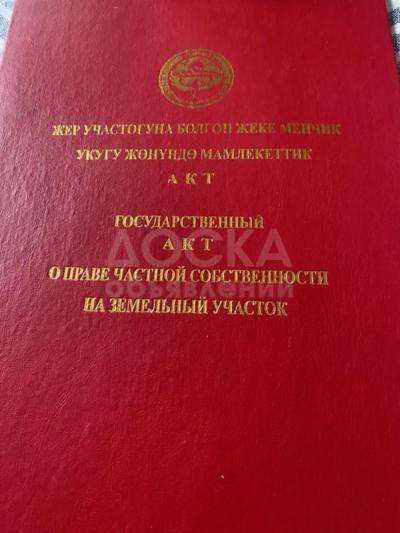 ЖЕР УЧАСТОГУНА БОЛГОН ЖЕКЕ МЕНЧИК
УКУГУ ЖӨНҮНДӨ МАМЛЕКЕТТИК
АКТ
ГОСУДАРСТВЕННЫЙ
АКТ
О ПРАВЕ ЧАСТНОЙ СОБСТВЕННОСТИ
НА ЗЕМЕЛЬНЫЙ УЧАСТОК
ДОСКА
объявлений